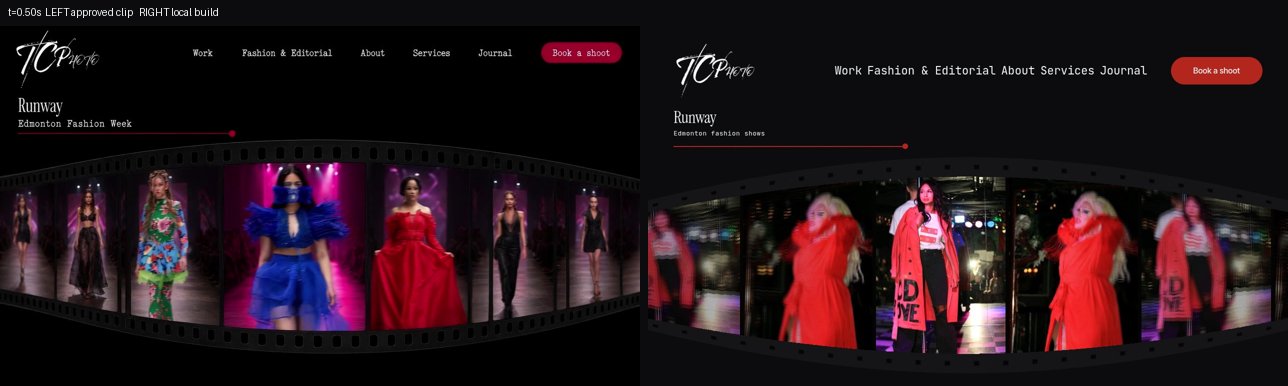 t=0.50s LEFT approved clip RIGHT local build
TCPHOTO
Work Fashion & Editorial About Services Journal Book a shoot
Runway
Edmonton Fashion Week
TCPHOTO
Work Fashion & Editorial About Services Journal Book a shoot
Runway
Edmonton fashion shows